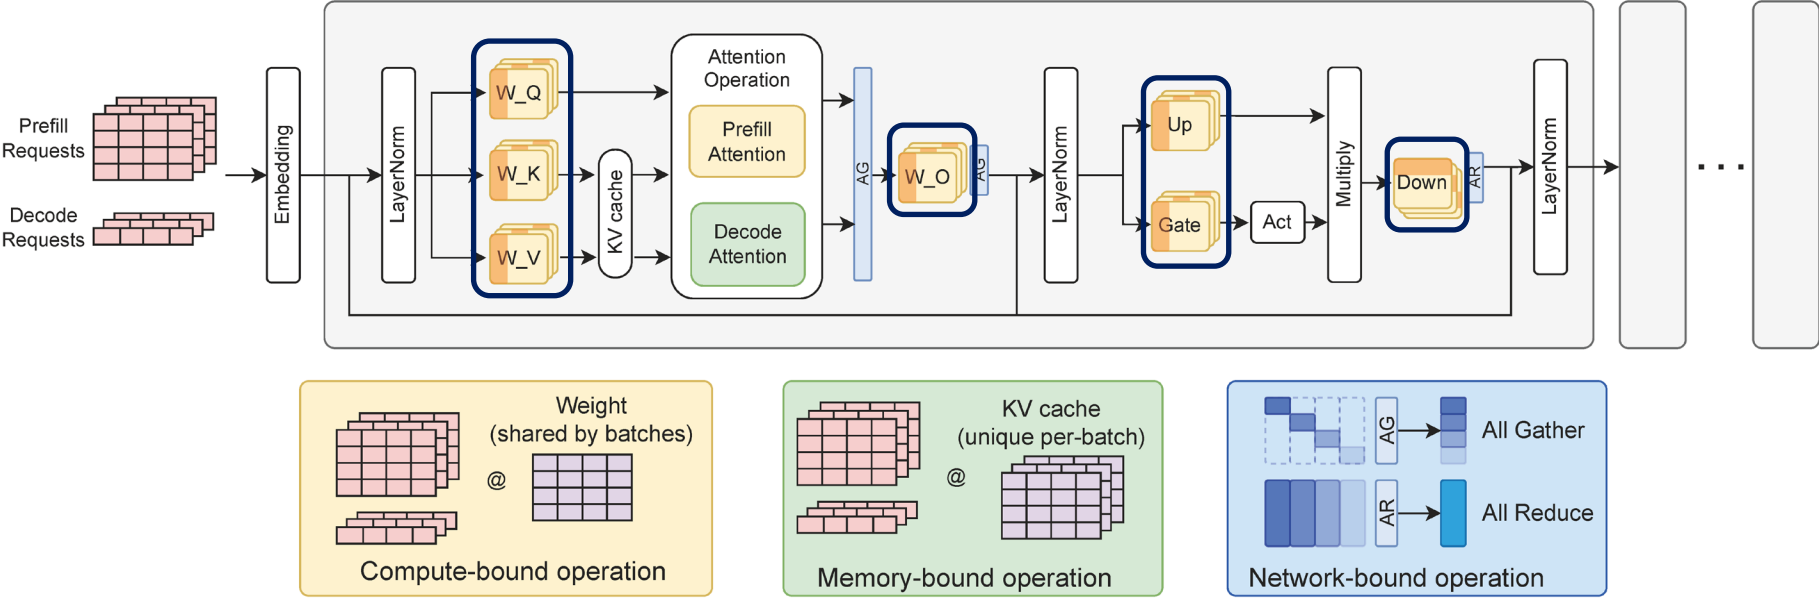 Prefill
Requests
Decode
Requests
Embedding
LayerNorm
W_Q
W_K
W_V
KV cache
Attention
Operation
Prefill
Attention
Decode
Attention
AG
W_O
AG
LayerNorm
Up
Gate
Act
Multiply
Down
AR
LayerNorm
...
Weight
(shared by batches)
@
Compute-bound operation
KV cache
(unique per-batch)
@
Memory-bound operation
AG
All Gather
AR
All Reduce
Network-bound operation